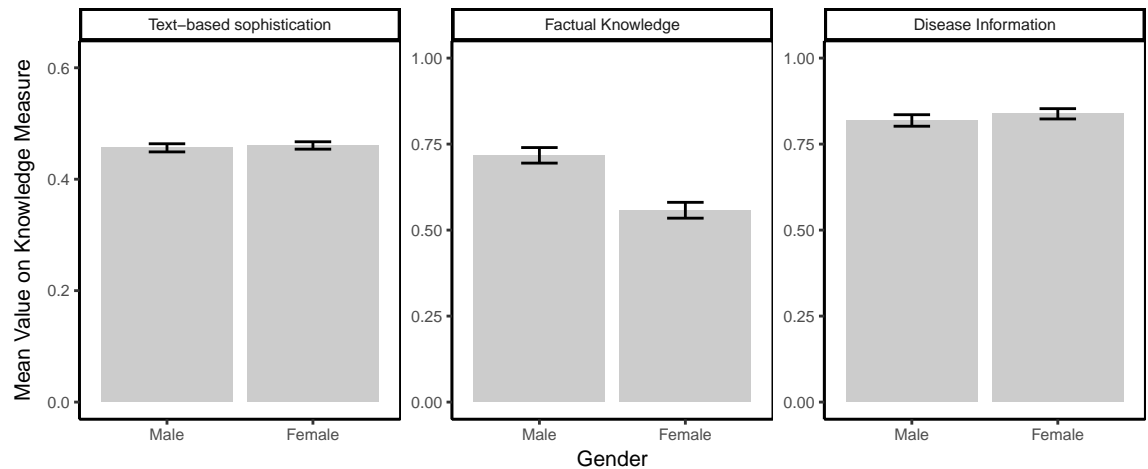 Text−based sophistication
Factual Knowledge
Disease Information
Mean Value on Knowledge Measure
0.6
0.4
0.2
0.0
1.00
0.75
0.50
0.25
0.00
1.00
0.75
0.50
0.25
0.00
Male
Female
Male
Female
Male
Female
Gender